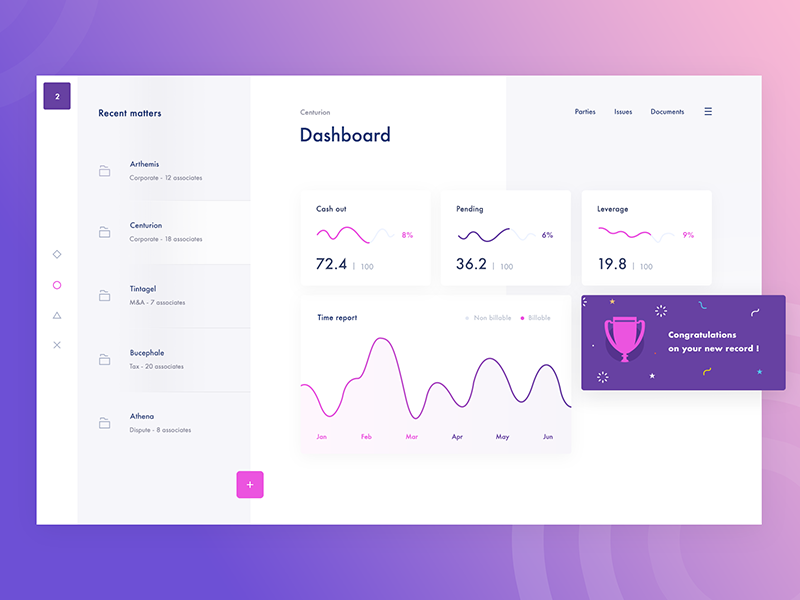 2
Recent matters
Arthemis
Corporate - 12 associates
Centurion
Corporate - 18 associates
Tintagel
M&A - 7 associates
Bucephale
Tax - 20 associates
Athena
Dispute - 8 associates
+
Centurion
Dashboard
Parties Issues Documents
Cash out
8%
72.4 | 100
Pending
6%
36.2 | 100
Leverage
9%
19.8 | 100
Time report
Non billable Billable
Jan Feb Mar Apr May Jun
Congratulations
on your new record !